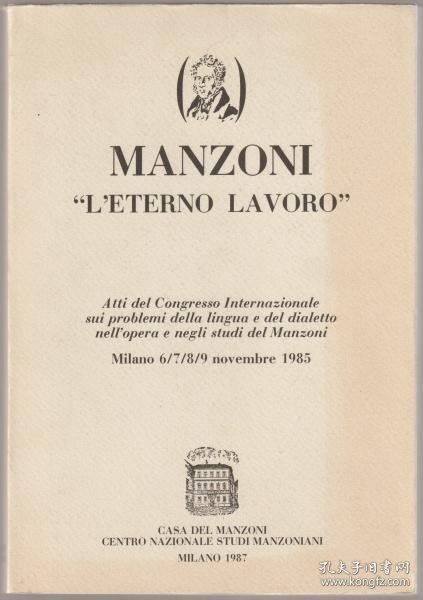 MANZONI
“L'ETERNO LAVORO”
Atti del Congresso Internazionale
sui problemi della lingua e del dialetto
nell'opera e negli studi del Manzoni
Milano 6/7/8/9 novembre 1985
CASA DEL MANZONI
CENTRO NAZIONALE STUDI MANZONIANI
MILANO 1987
孔夫子旧书网
www.kongfz.com